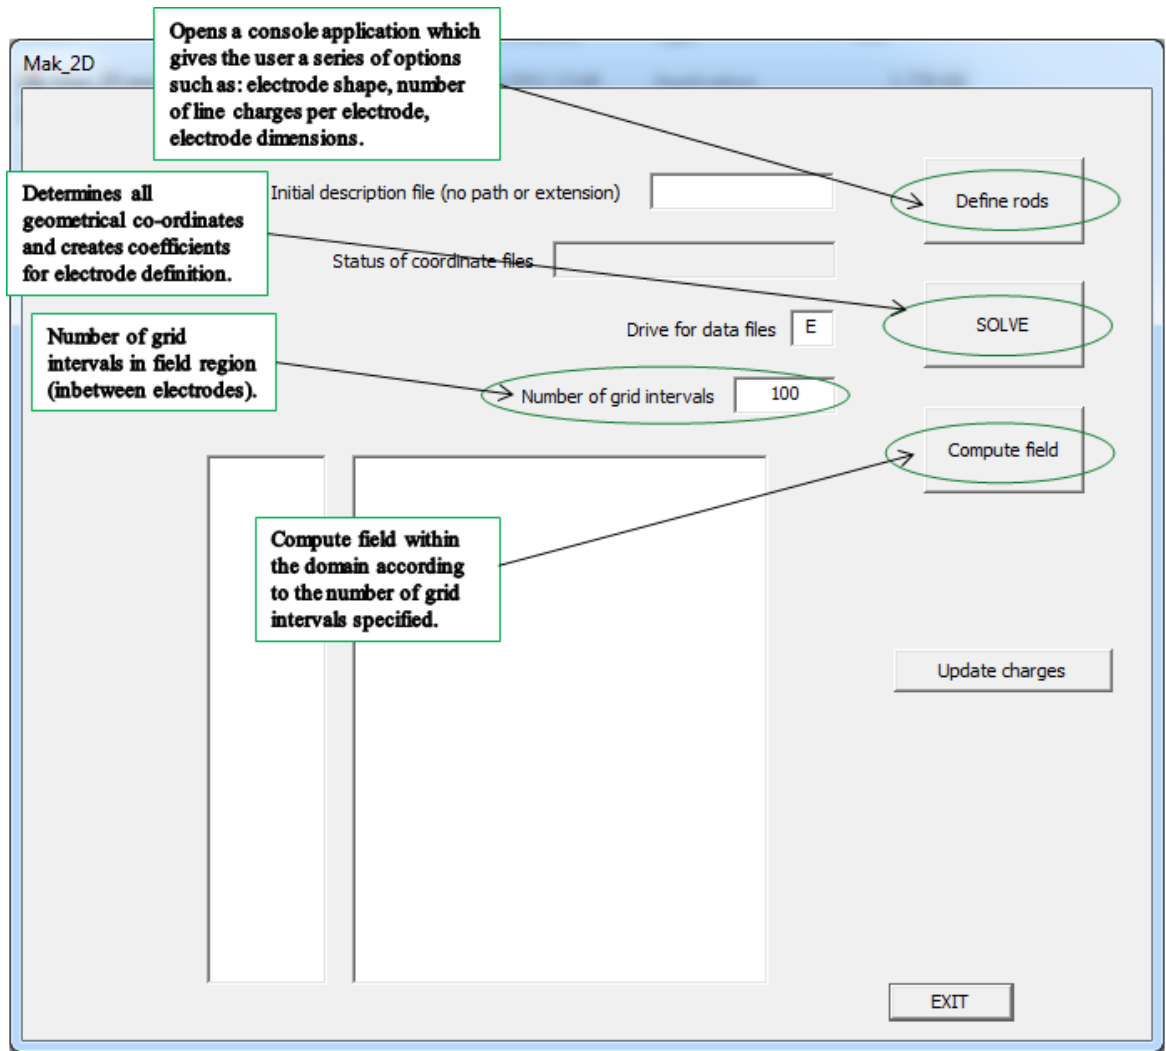 Opens a console application which
gives the user a series of options
such as: electrode shape, number
of line charges per electrode,
electrode dimensions.
Mak_2D
Determines all
geometrical co-ordinates
and creates coefficients
for electrode definition.
Initial description file (no path or extension)
Define rods
Status of coordinate files
Drive for data files
E
SOLVE
Number of grid
intervals in field region
(inbetween electrodes).
Number of grid intervals
100
Compute field
Compute field within
the domain according
to the number of grid
intervals specified.
Update charges
EXIT